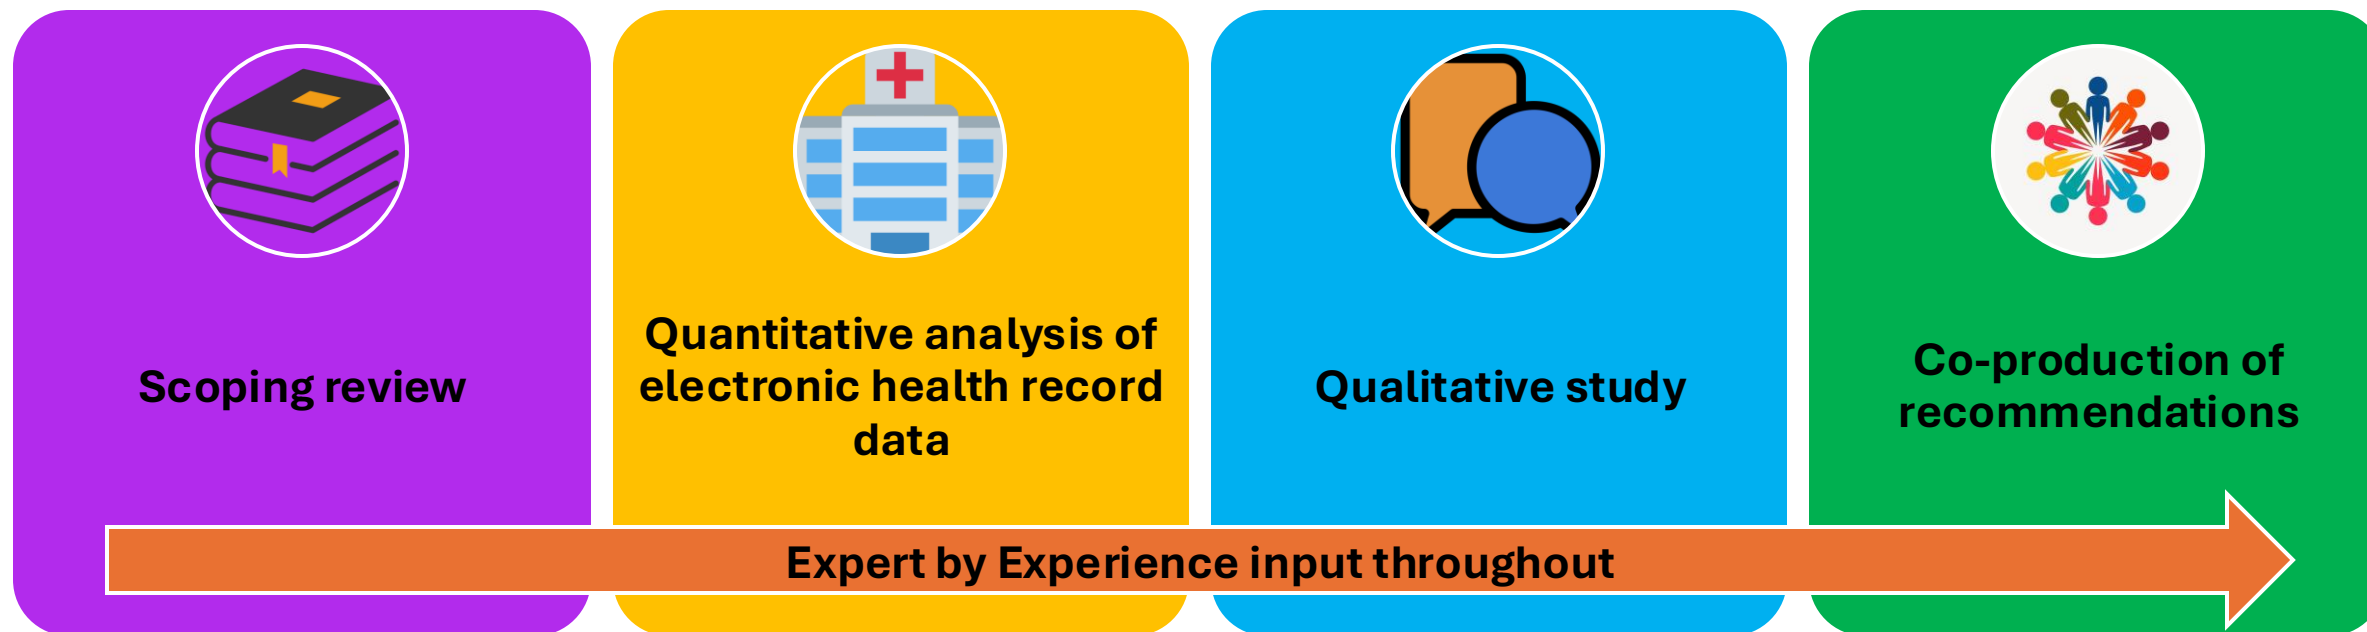 Scoping review
Quantitative analysis of
electronic health record
data
Qualitative study
Co-production of
recommendations
Expert by Experience input throughout